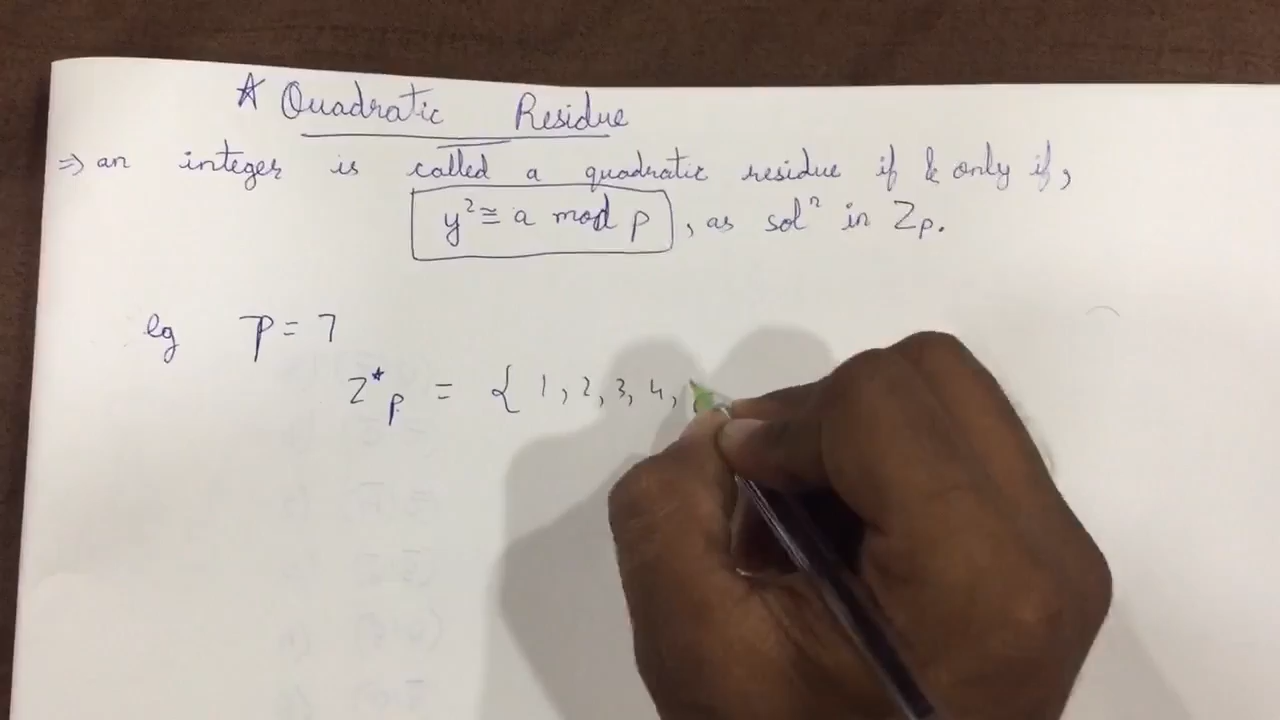 ☆ Quadratic Residue
⇒ an integer is called a quadratic residue if & only if,
y² ≅ a mod p , as solⁿ in Zp.
eg p = 7
Z*p = { 1, 2, 3, 4,